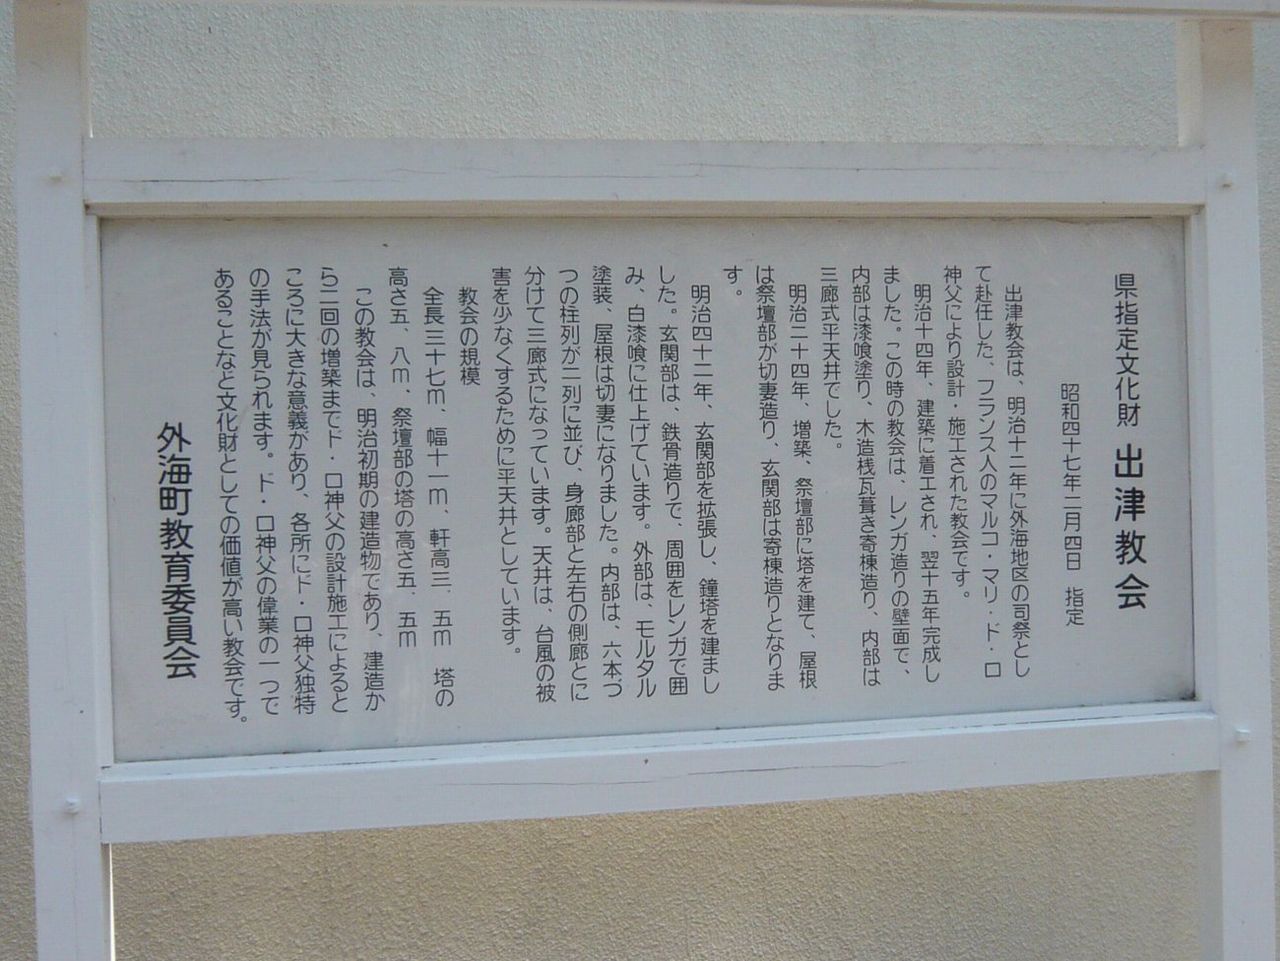 県指定文化財 出津教会
昭和四十七年二月四日 指定
出津教会は、明治十二年に外海地区の司祭とし
て赴任した、フランス人のマルコ・マリ・ド・ロ
神父により設計・施工された教会です。
明治十四年、建築に着工され、翌十五年完成し
ました。この時の教会は、レンガ造りの壁面で、
内部は漆喰塗り、木造桟瓦葺き寄棟造り、内部は
三廊式平天井でした。
明治二十四年、増築、祭壇部に塔を建て、屋根
は祭壇部が切妻造り、玄関部は寄棟造りとなりま
す。
明治四十二年、玄関部を拡張し、鐘塔を建まし
した。玄関部は、鉄骨造りで、周囲をレンガで囲
み、白漆喰に仕上げています。外部は、モルタル
塗装、屋根は切妻になりました。内部は、六本づ
つの柱列が二列に並び、身廊部と左右の側廊とに
分けて三廊式になっています。天井は、台風の被
害を少なくするために平天井としています。
教会の規模
全長三十七m、幅十一m、軒高三、五m 塔の
高さ五、八m、祭壇部の塔の高さ五、五m
この教会は、明治初期の建造物であり、建造か
ら二回の増築までド・ロ神父の設計施工によると
ころに大きな意義があり、各所にド・ロ神父独特
の手法が見られます。ド・ロ神父の偉業の一つで
あることなど文化財としての価値が高い教会です。
外海町教育委員会